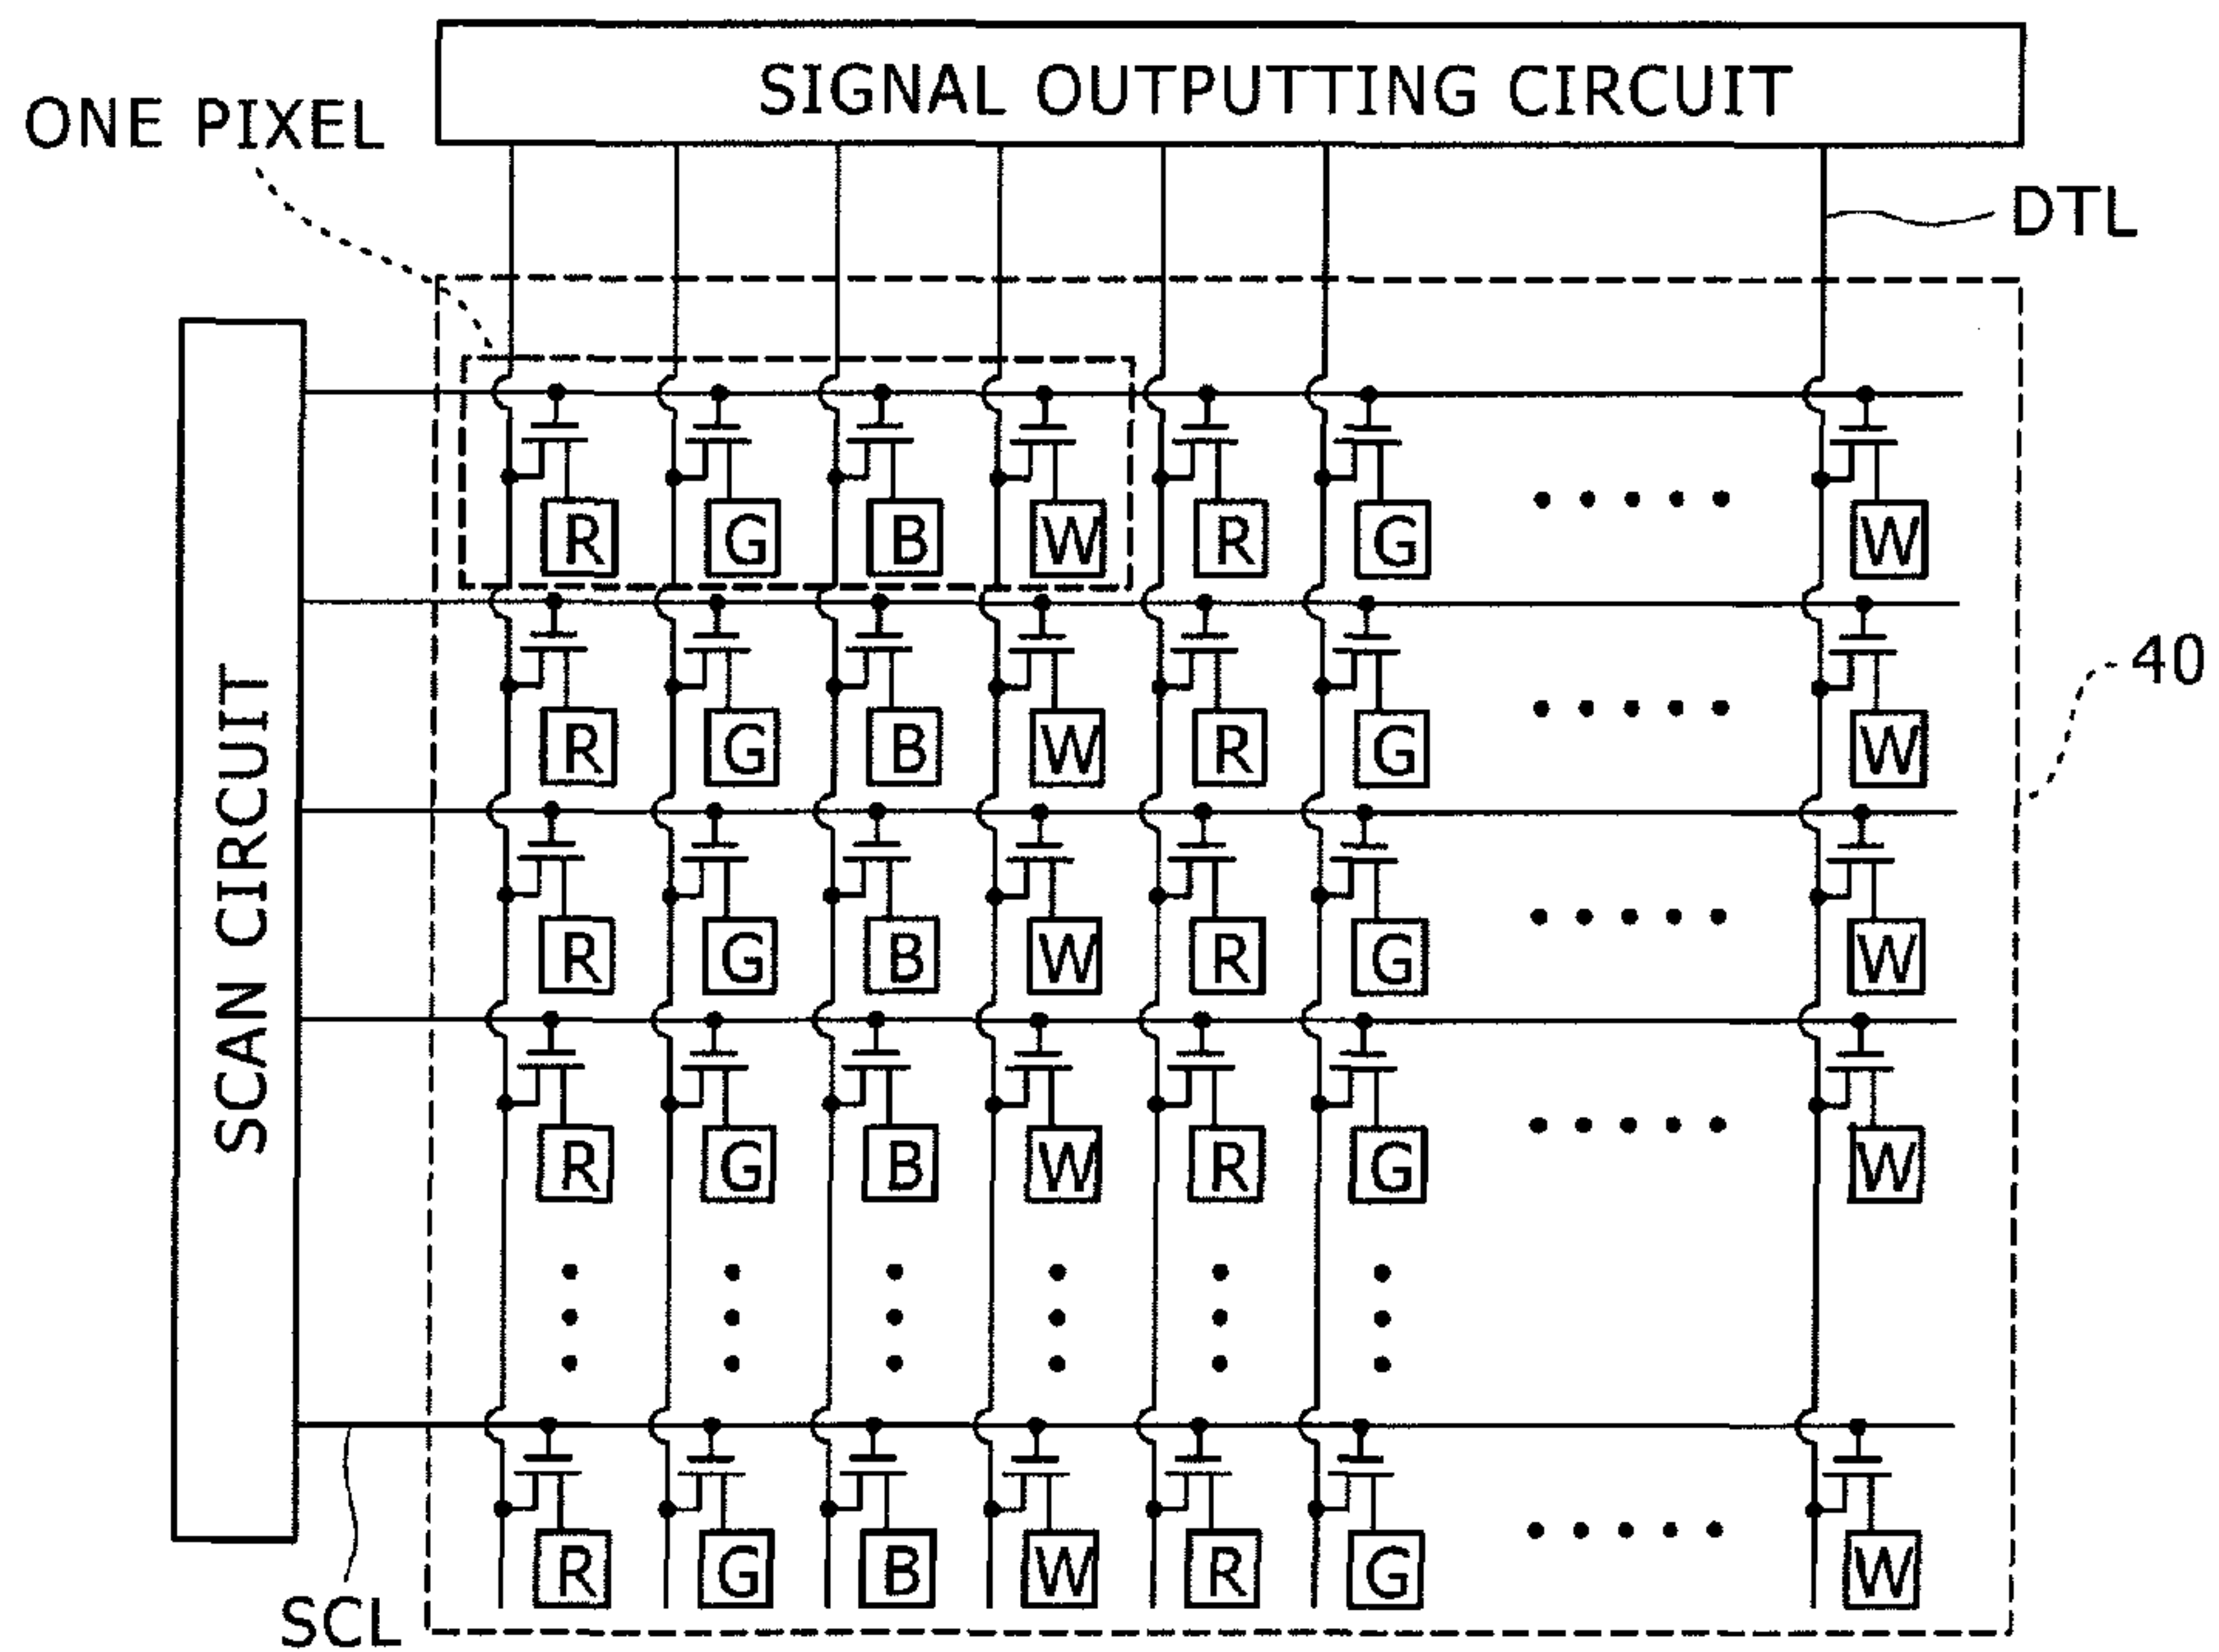 SIGNAL OUTPUTTING CIRCUIT
ONE PIXEL
DTL
R G B W R G W
R G B W R G W
40
SCAN CIRCUIT
R G B W R G W
R G B W R G W
R G B W R G W
SCL